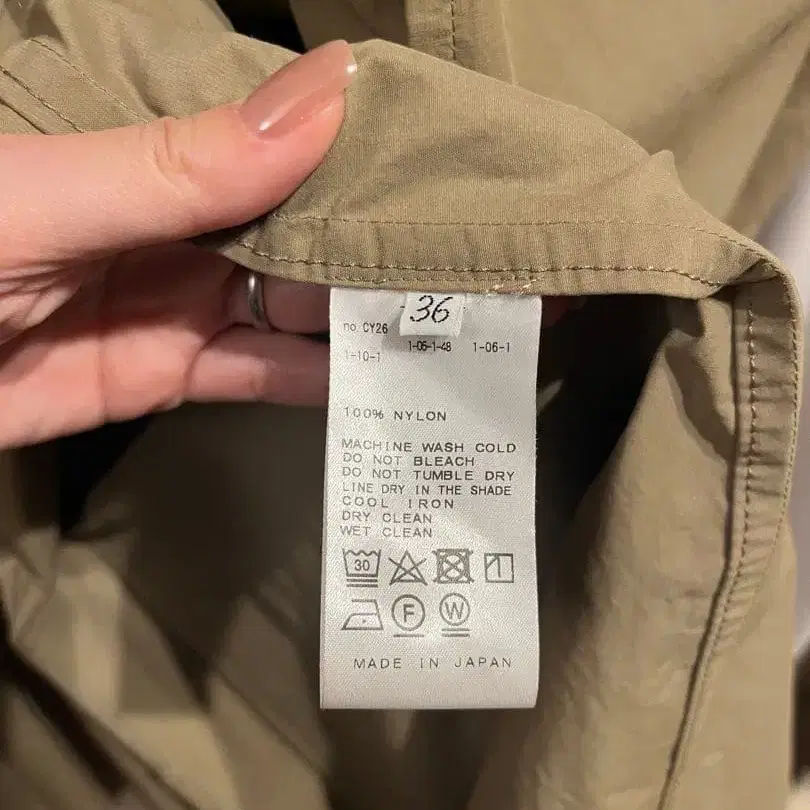 36
no. CY26
1-10-1 1-05-1-48 1-06-1
100% NYLON
MACHINE WASH COLD
DO NOT BLEACH
DO NOT TUMBLE DRY
LINE DRY IN THE SHADE
COOL IRON
DRY CLEAN
WET CLEAN
30
F W
MADE IN JAPAN